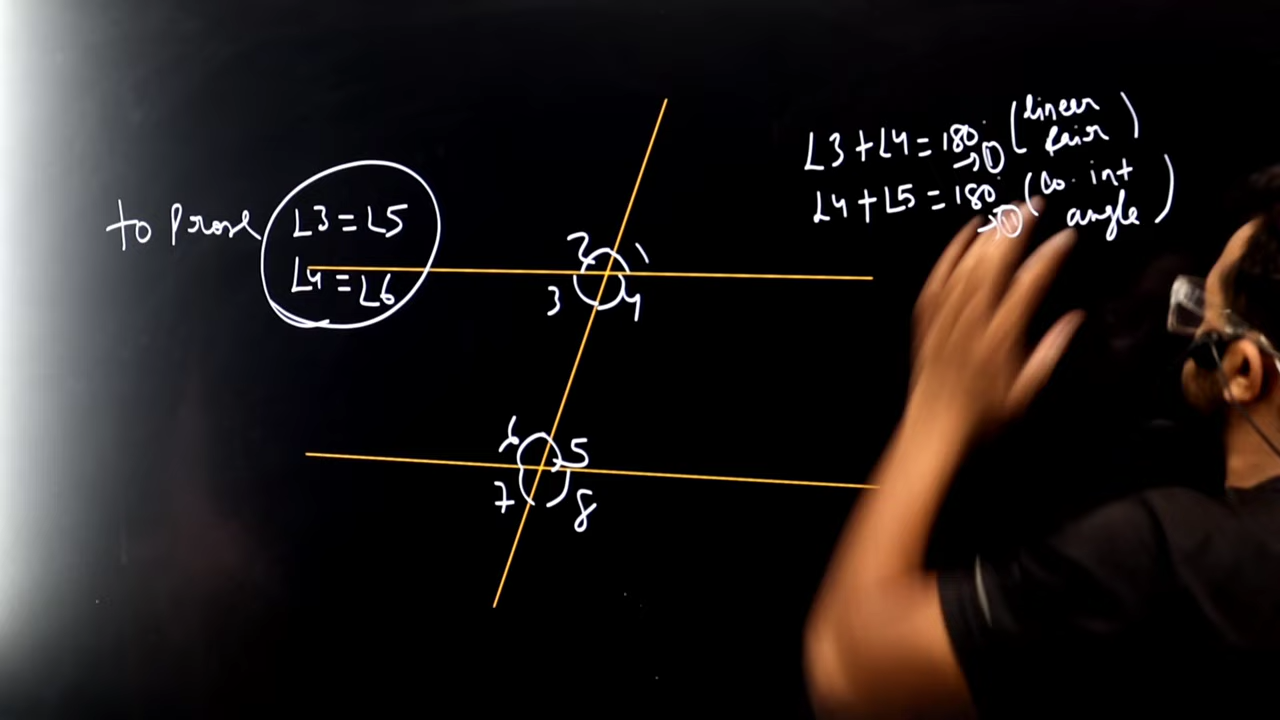 ∠3+∠4=180° (linear pair)
→①
∠4+∠5=180° (co. int angle)
→②
to Prove
∠3=∠5
∠4=∠6
2 1
3 4
6 5
7 8